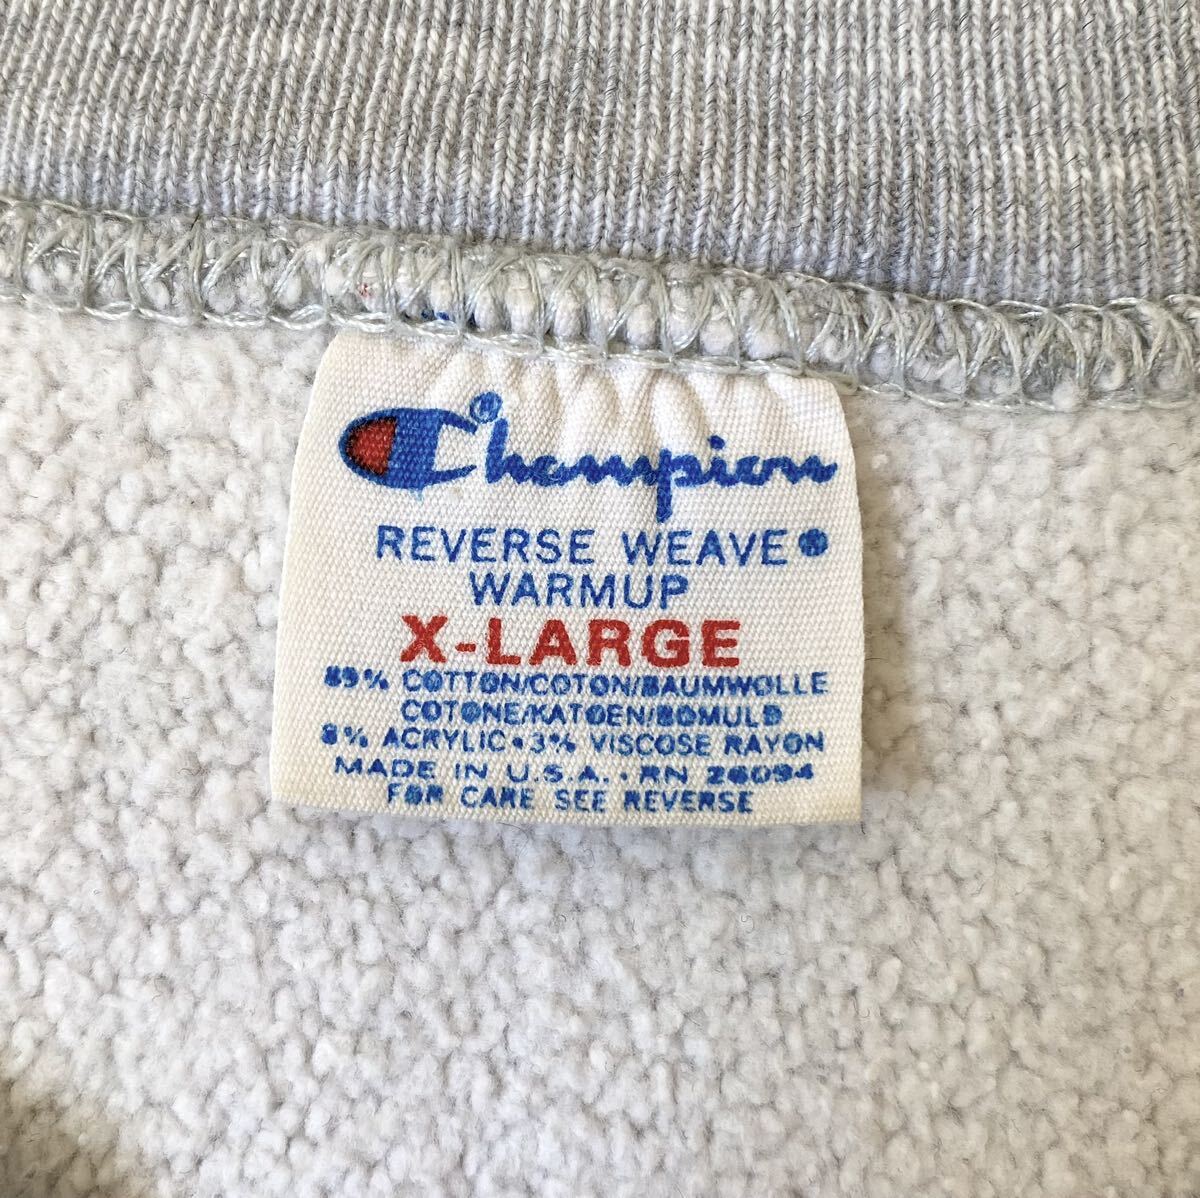 Champion®
REVERSE WEAVE®
WARMUP
X-LARGE
89% COTTON/COTON/BAUMWOLLE
COTONE/KATOEN/BOMULD
8% ACRYLIC • 3% VISCOSE RAYON
MADE IN U.S.A. • RN 26094
FOR CARE SEE REVERSE